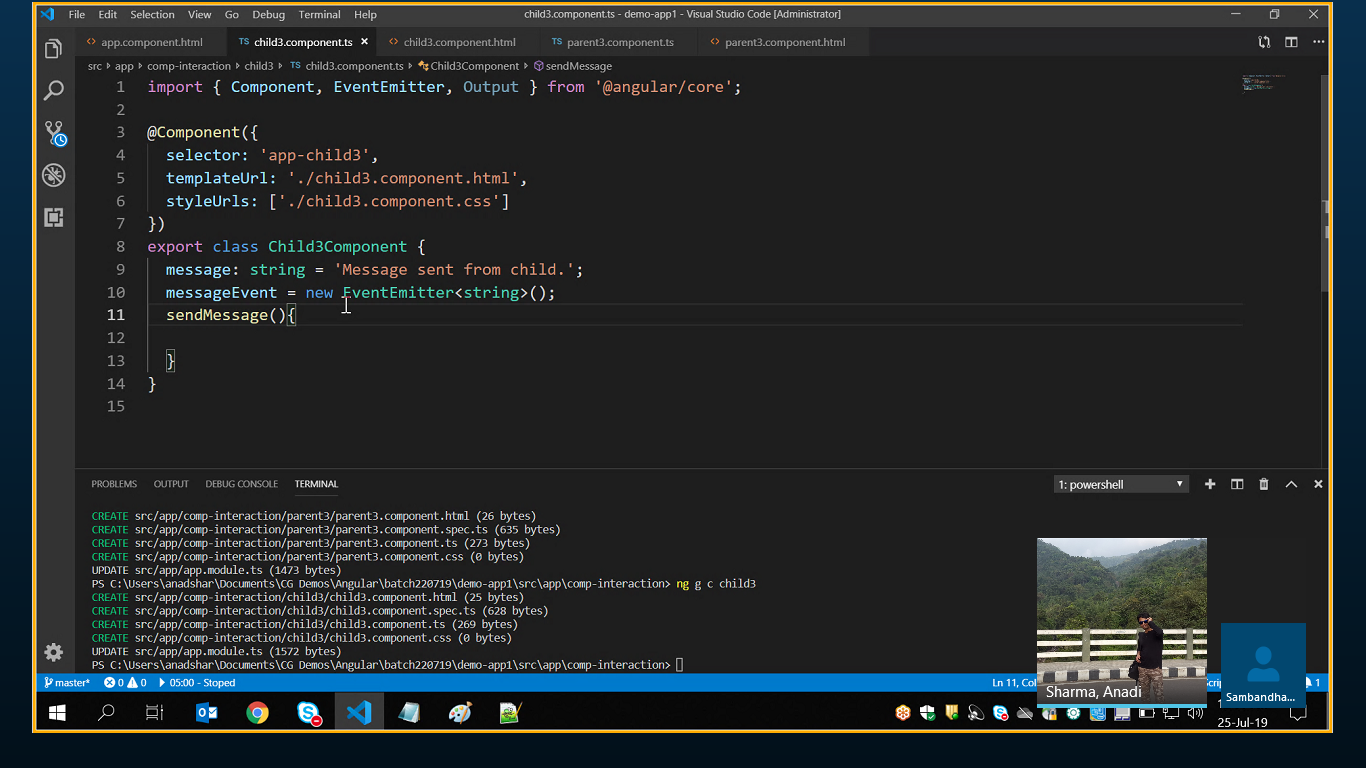 File Edit Selection View Go Debug Terminal Help
child3.component.ts - demo-app1 - Visual Studio Code [Administrator]
app.component.html
TS child3.component.ts
child3.component.html
TS parent3.component.ts
parent3.component.html
src › app › comp-interaction › child3 › TS child3.component.ts › Child3Component › sendMessage
1 import { Component, EventEmitter, Output } from '@angular/core';
2
3 @Component({
4 selector: 'app-child3',
5 templateUrl: './child3.component.html',
6 styleUrls: ['./child3.component.css']
7 })
8 export class Child3Component {
9 message: string = 'Message sent from child.';
10 messageEvent = new EventEmitter<string>();
11 sendMessage(){
12
13 }
14 }
15
PROBLEMS OUTPUT DEBUG CONSOLE TERMINAL
1: powershell
CREATE src/app/comp-interaction/parent3/parent3.component.html (26 bytes)
CREATE src/app/comp-interaction/parent3/parent3.component.spec.ts (635 bytes)
CREATE src/app/comp-interaction/parent3/parent3.component.ts (273 bytes)
CREATE src/app/comp-interaction/parent3/parent3.component.css (0 bytes)
UPDATE src/app/app.module.ts (1473 bytes)
PS C:\Users\anadshar\Documents\CG Demos\Angular\batch220719\demo-app1\src\app\comp-interaction> ng g c child3
CREATE src/app/comp-interaction/child3/child3.component.html (25 bytes)
CREATE src/app/comp-interaction/child3/child3.component.spec.ts (628 bytes)
CREATE src/app/comp-interaction/child3/child3.component.ts (269 bytes)
CREATE src/app/comp-interaction/child3/child3.component.css (0 bytes)
UPDATE src/app/app.module.ts (1572 bytes)
PS C:\Users\anadshar\Documents\CG Demos\Angular\batch220719\demo-app1\src\app\comp-interaction>
Sharma, Anadi
Sambandha...
master* 0 0 05:00 - Stoped
Ln 11, Col
1
25-Jul-19